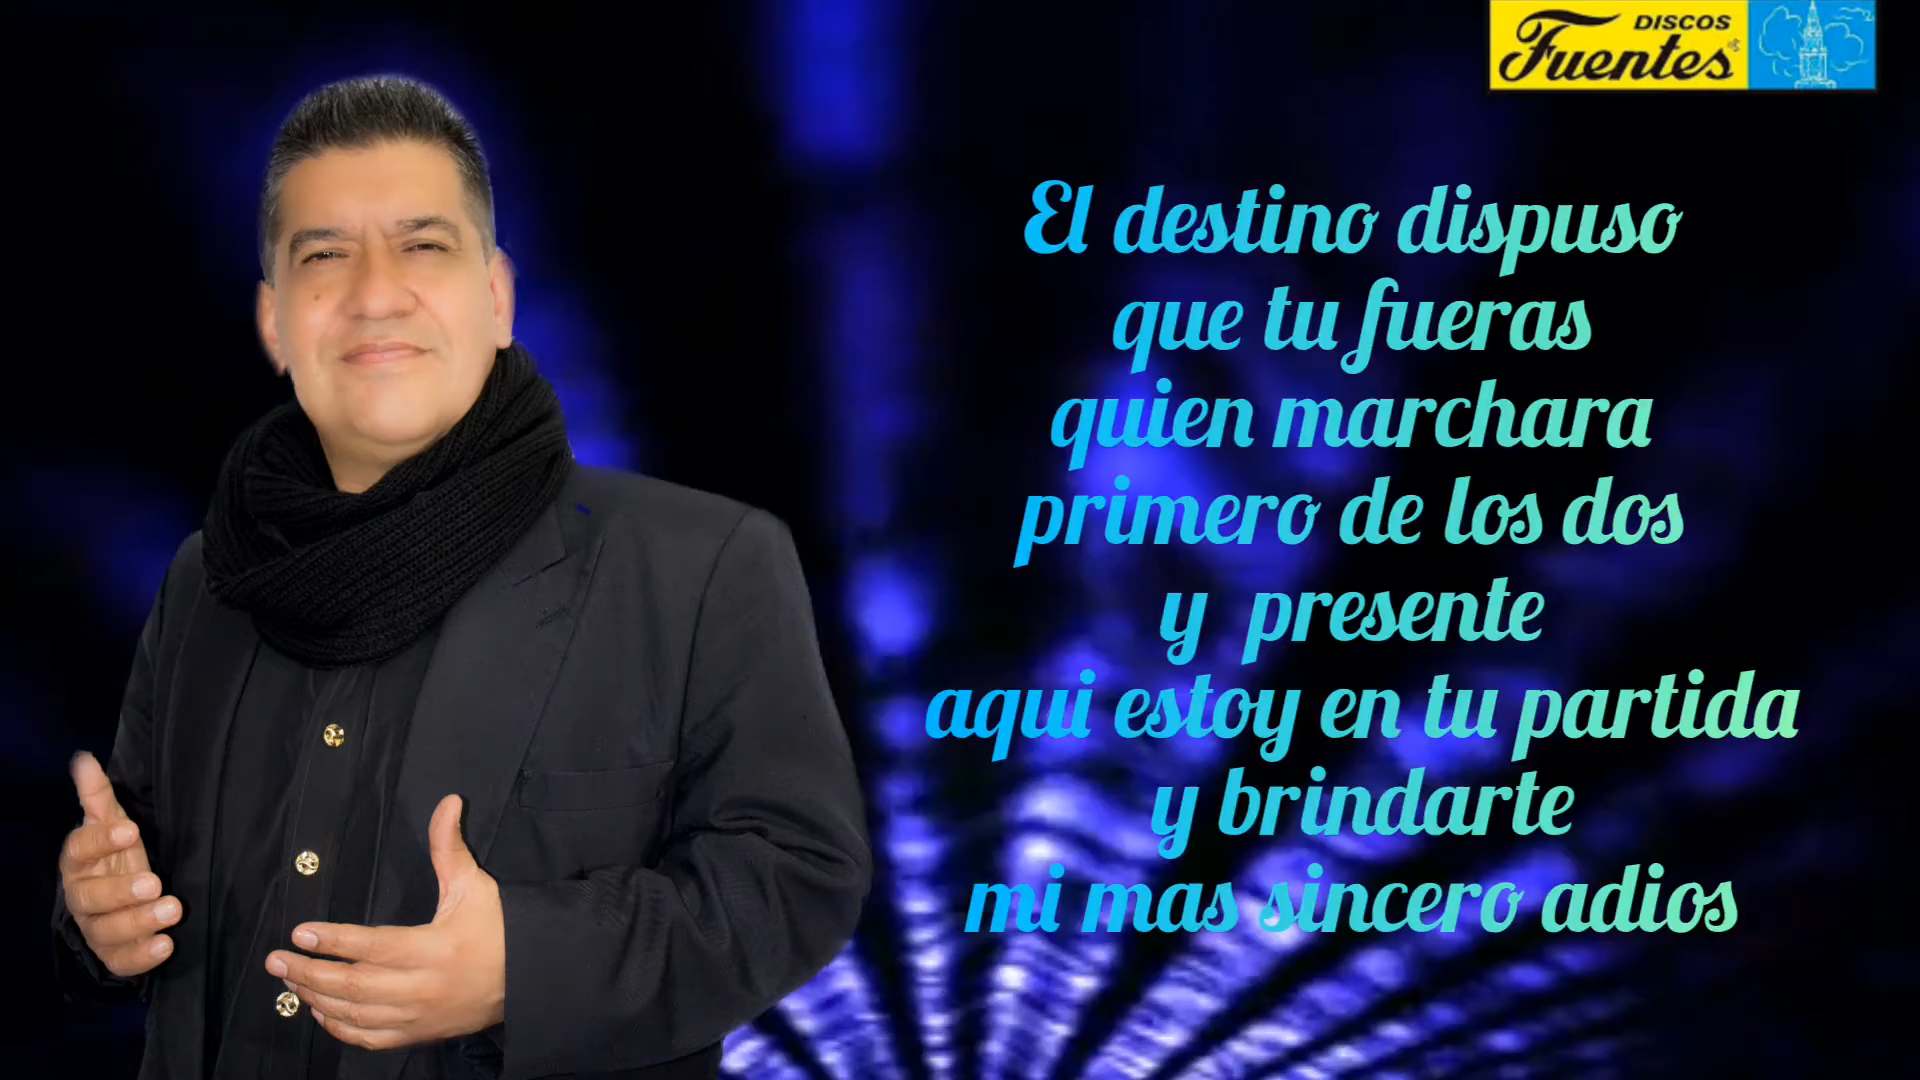 DISCOS
Fuentes
El destino dispuso
que tu fueras
quien marchara
primero de los dos
y presente
aqui estoy en tu partida
y brindarte
mi mas sincero adios